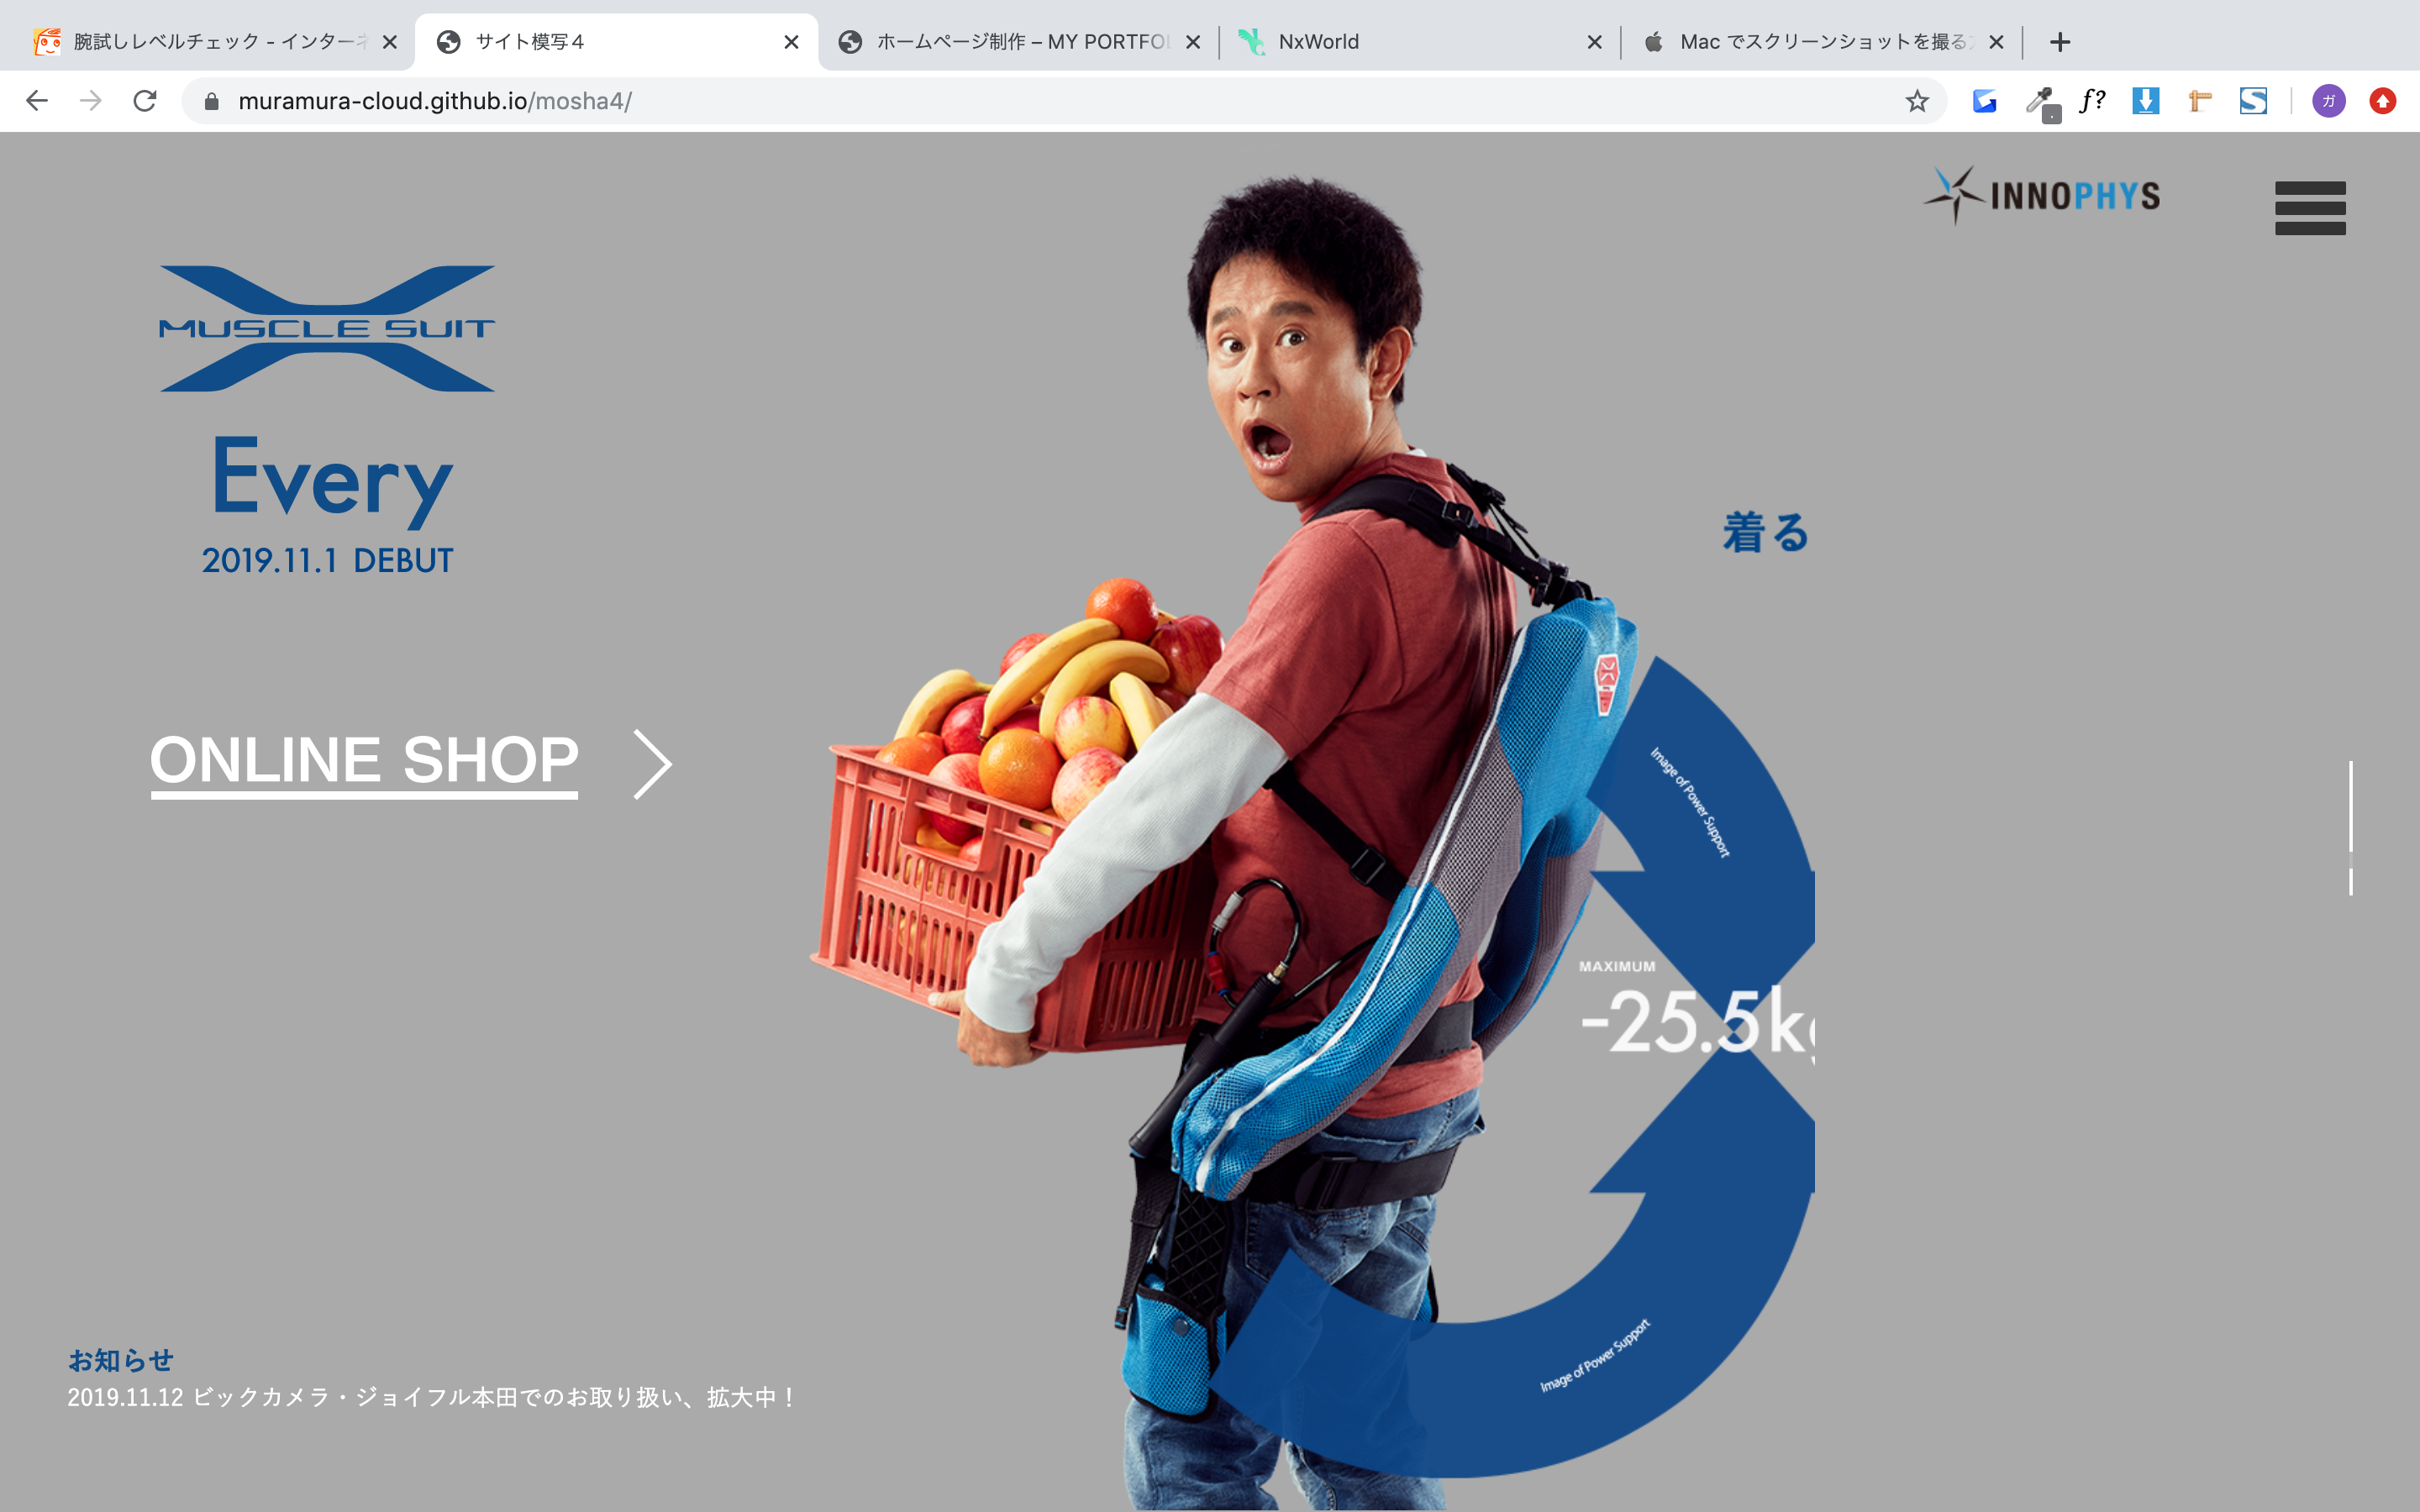 腕試しレベルチェック - インターネ
サイト模写４
ホームページ制作 – MY PORTFOL
NxWorld
Mac でスクリーンショットを撮る
muramura-cloud.github.io/mosha4/
f?
ガ
INNOPHYS
MUSCLE SUIT
Every
2019.11.1 DEBUT
着る
ONLINE SHOP
Image of Power Support
MAXIMUM
-25.5kg
Image of Power Support
お知らせ
2019.11.12 ビックカメラ・ジョイフル本田でのお取り扱い、拡大中！